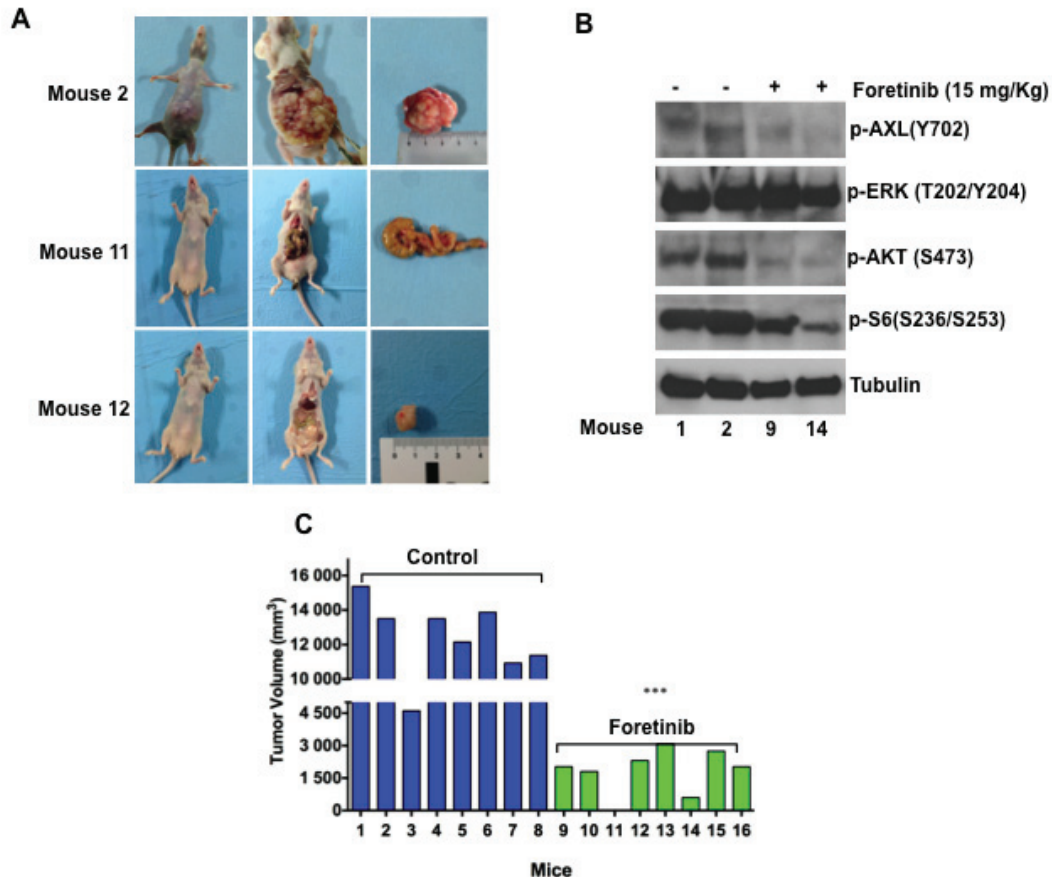 A
Mouse 2
Mouse 11
Mouse 12
B
- - + + Foretinib (15 mg/Kg)
p-AXL(Y702)
p-ERK (T202/Y204)
p-AKT (S473)
p-S6(S236/S253)
Tubulin
Mouse 1 2 9 14
C
Control
16 000
14 000
12 000
10 000
4 500
3 000
1 500
0
Tumor Volume (mm³)
***
Foretinib
1 2 3 4 5 6 7 8 9 10 11 12 13 14 15 16
Mice